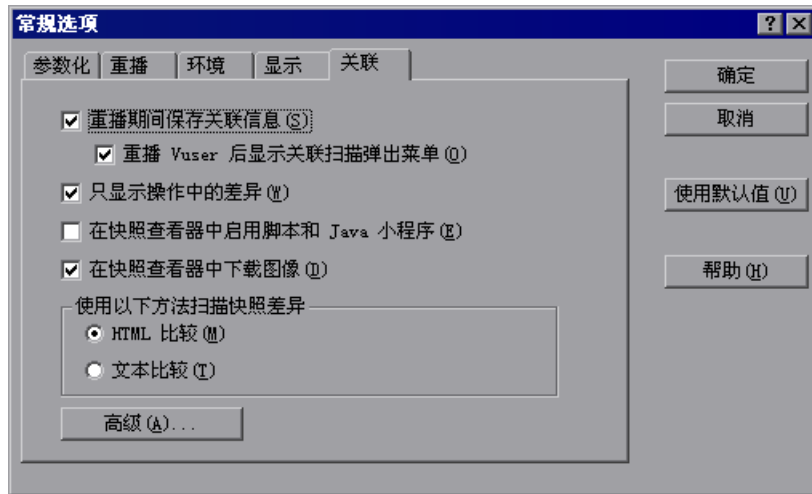 常规选项
参数化 重播 环境 显示 关联
重播期间保存关联信息(S)
重播 Vuser 后显示关联扫描弹出菜单(O)
只显示操作中的差异(W)
在快照查看器中启用脚本和 Java 小程序(E)
在快照查看器中下载图像(D)
使用以下方法扫描快照差异
HTML 比较(M)
文本比较(T)
高级(A)...
确定
取消
使用默认值(U)
帮助(H)